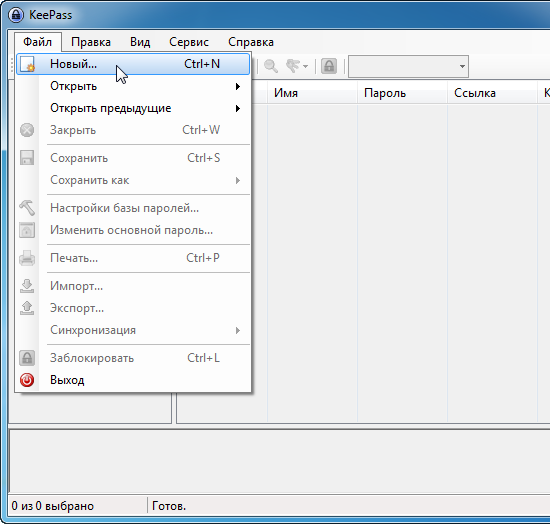 KeePass
Файл Правка Вид Сервис Справка
Новый... Ctrl+N
Открыть
Открыть предыдущие
Закрыть Ctrl+W
Сохранить Ctrl+S
Сохранить как
Настройки базы паролей...
Изменить основной пароль...
Печать... Ctrl+P
Импорт...
Экспорт...
Синхронизация
Заблокировать Ctrl+L
Выход
Имя Пароль Ссылка
0 из 0 выбрано Готов.